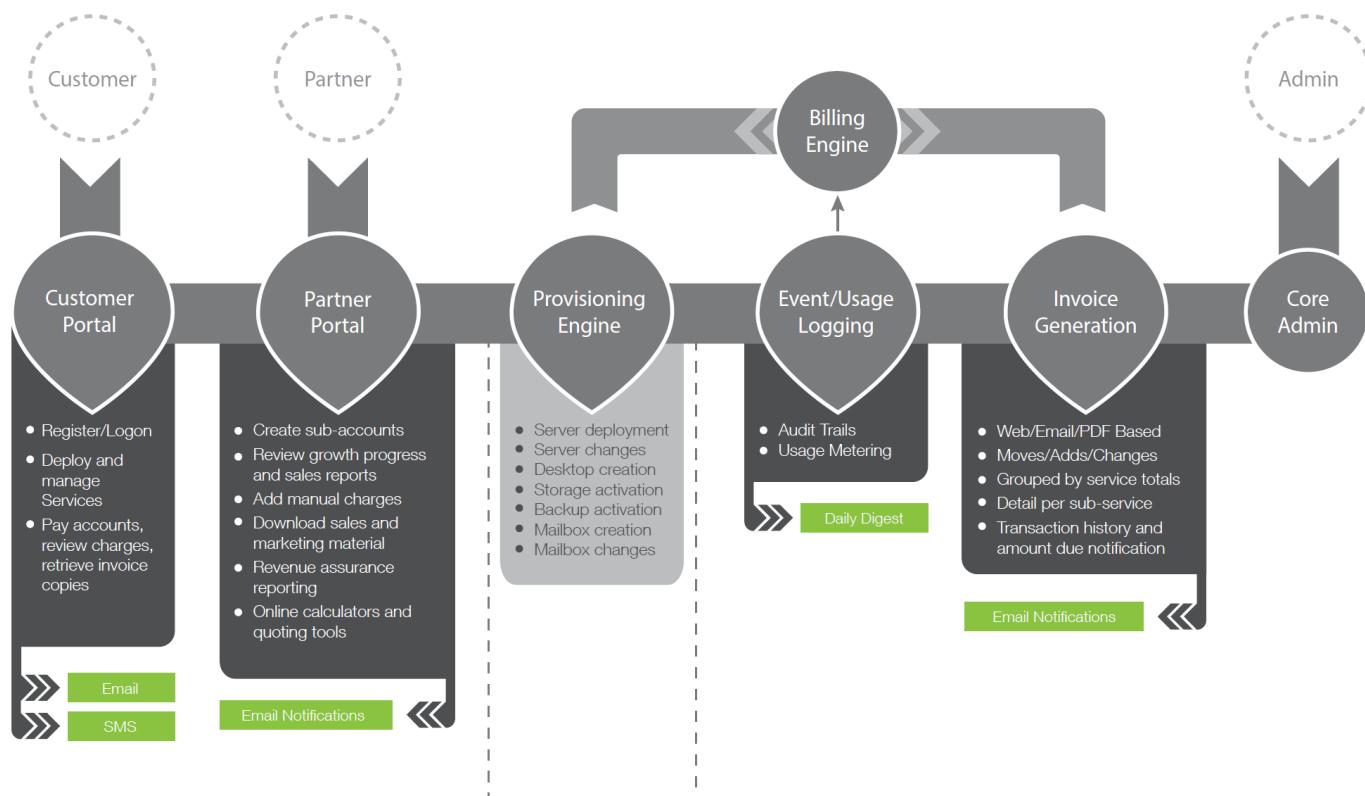 Customer
Partner
Admin
Billing
Engine
Customer
Portal
Partner
Portal
Provisioning
Engine
Event/Usage
Logging
Invoice
Generation
Core
Admin
Register/Logon
Deploy and
manage
Services
Pay accounts,
review charges,
retrieve invoice
copies
Email
SMS
Create sub-accounts
Review growth progress
and sales reports
Add manual charges
Download sales and
marketing material
Revenue assurance
reporting
Online calculators and
quoting tools
Email Notifications
Server deployment
Server changes
Desktop creation
Storage activation
Backup activation
Mailbox creation
Mailbox changes
Audit Trails
Usage Metering
Daily Digest
Web/Email/PDF Based
Moves/Adds/Changes
Grouped by service totals
Detail per sub-service
Transaction history and
amount due notification
Email Notifications